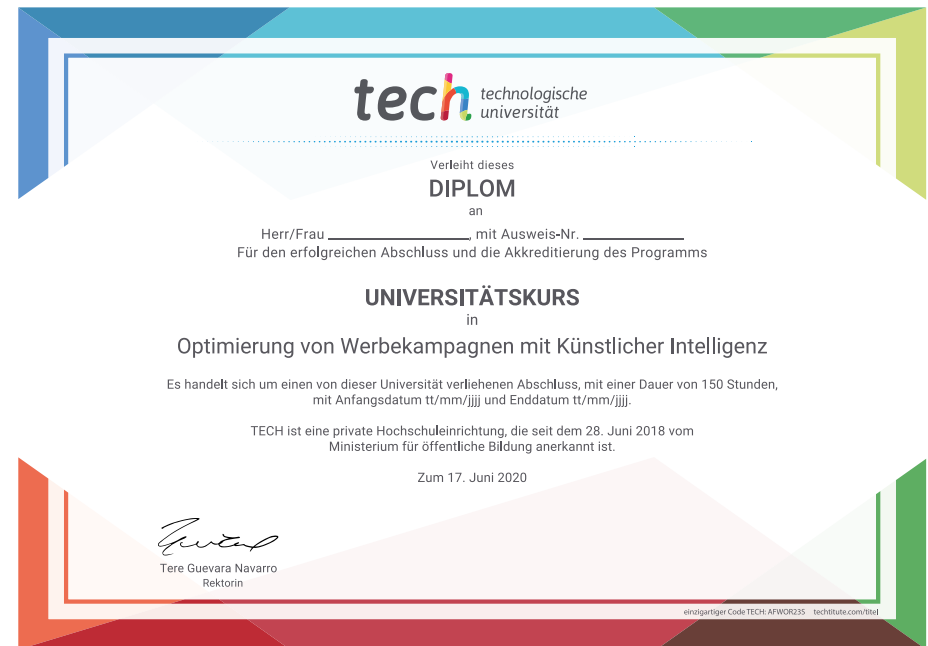 tech technologische
universität
Verleiht dieses
DIPLOM
an
Herr/Frau ____________________, mit Ausweis-Nr. ______________
Für den erfolgreichen Abschluss und die Akkreditierung des Programms
UNIVERSITÄTSKURS
in
Optimierung von Werbekampagnen mit Künstlicher Intelligenz
Es handelt sich um einen von dieser Universität verliehenen Abschluss, mit einer Dauer von 150 Stunden,
mit Anfangsdatum tt/mm/jjjj und Enddatum tt/mm/jjjj.
TECH ist eine private Hochschuleinrichtung, die seit dem 28. Juni 2018 vom
Ministerium für öffentliche Bildung anerkannt ist.
Zum 17. Juni 2020
Tere Guevara Navarro
Rektorin
einzigartiger Code TECH: AFWOR23S techtitute.com/titel